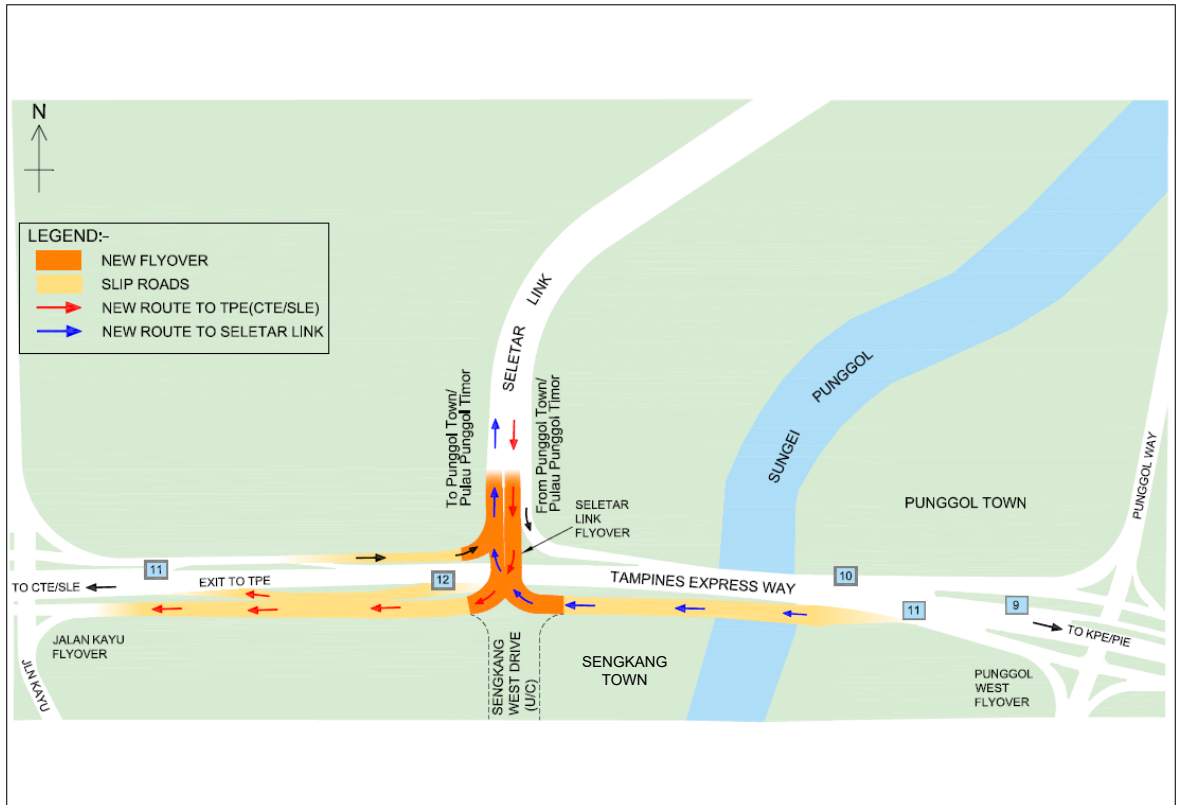 N
LEGEND:-
NEW FLYOVER
SLIP ROADS
NEW ROUTE TO TPE(CTE/SLE)
NEW ROUTE TO SELETAR LINK
SELETAR LINK
SUNGEI PUNGGOL
To Punggol Town/
Pulau Punggol Timor
From Punggol Town/
Pulau Punggol Timor
PUNGGOL TOWN
PUNGGOL WAY
SELETAR
LINK
FLYOVER
11
12
10
11
9
TO CTE/SLE
EXIT TO TPE
TAMPINES EXPRESS WAY
TO KPE/PIE
JALAN KAYU
FLYOVER
JLN KAYU
SENGKANG
WEST DRIVE
(U/C)
SENGKANG
TOWN
PUNGGOL
WEST
FLYOVER